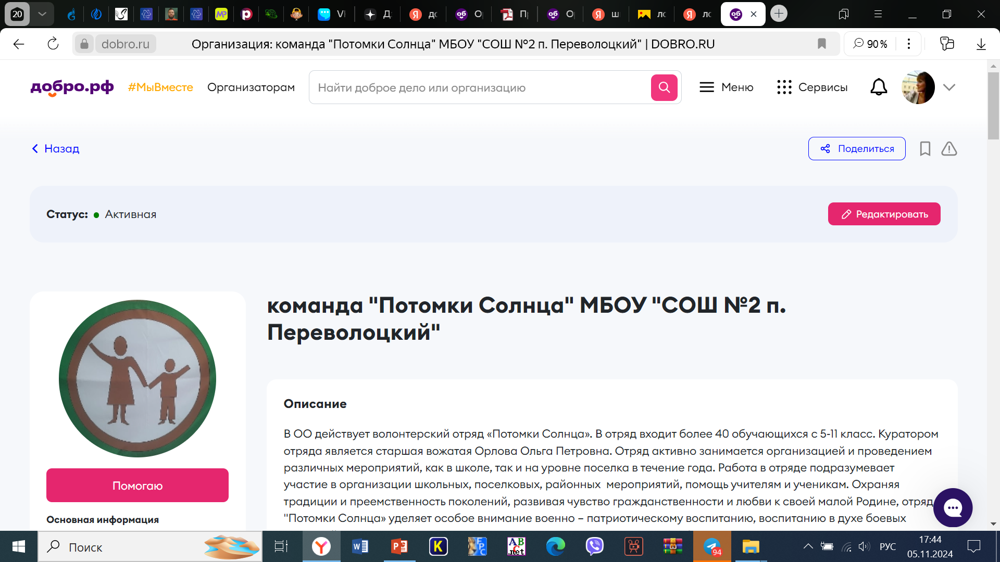 20
VI
Д
дс
О
П
О
ш
лс
лс
dobro.ru
Организация: команда "Потомки Солнца" МБОУ "СОШ №2 п. Переволоцкий" | DOBRO.RU
90 %
добро.рф
#МыВместе
Организаторам
Найти доброе дело или организацию
Меню
Сервисы
Назад
Поделиться
Статус: Активная
Редактировать
команда "Потомки Солнца" МБОУ "СОШ №2 п.
Переволоцкий"
Помогаю
Основная информация
Описание
В ОО действует волонтерский отряд «Потомки Солнца». В отряд входит более 40 обучающихся с 5-11 класс. Куратором
отряда является старшая вожатая Орлова Ольга Петровна. Отряд активно занимается организацией и проведением
различных мероприятий, как в школе, так и на уровне поселка в течение года. Работа в отряде подразумевает
участие в организации школьных, поселковых, районных  мероприятий, помощь учителям и ученикам. Охраняя
традиции и преемственность поколений, развивая чувство гражданственности и любви к своей малой Родине, отряд
"Потомки Солнца» уделяет особое внимание военно – патриотическому воспитанию, воспитанию в духе боевых
Поиск
94
РУС
17:44
05.11.2024